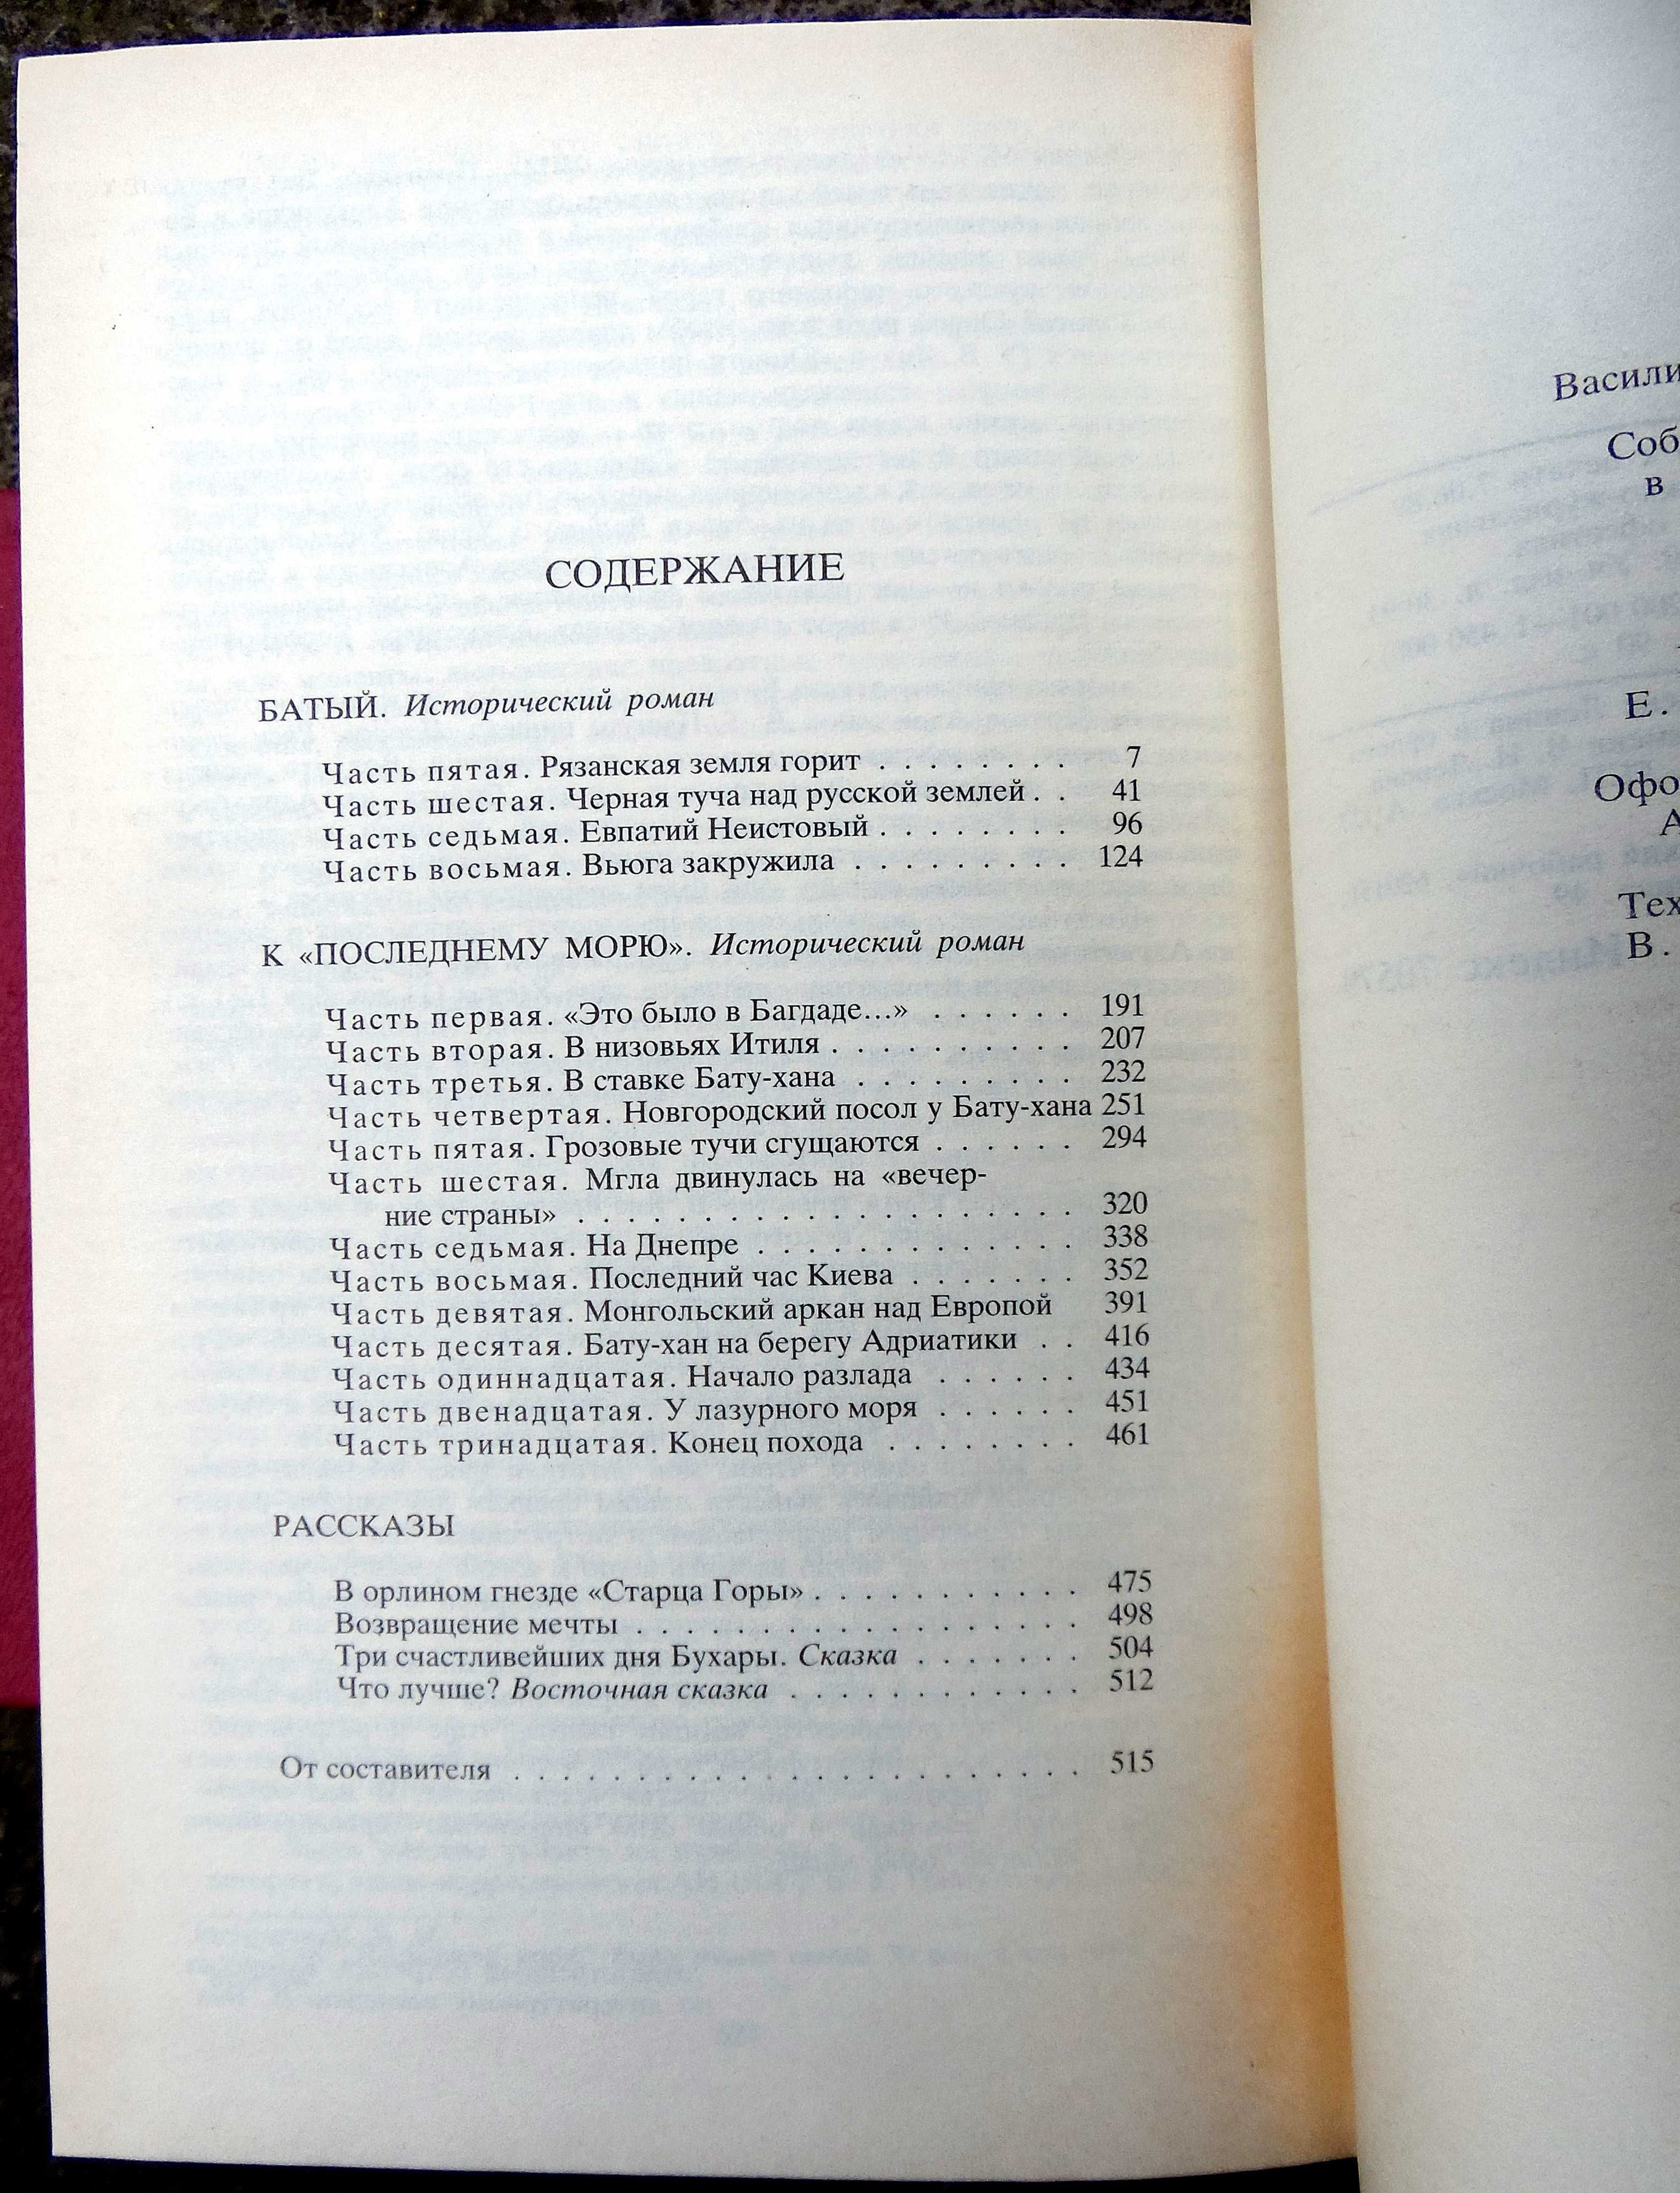 СОДЕРЖАНИЕ
БАТЫЙ. Исторический роман
Часть пятая. Рязанская земля горит . . . . . . . . 7
Часть шестая. Черная туча над русской землей . . 41
Часть седьмая. Евпатий Неистовый . . . . . . . . 96
Часть восьмая. Вьюга закружила . . . . . . . . . 124
К «ПОСЛЕДНЕМУ МОРЮ». Исторический роман
Часть первая. «Это было в Багдаде...» . . . . . . 191
Часть вторая. В низовьях Итиля . . . . . . . . . . 207
Часть третья. В ставке Бату-хана . . . . . . . . . 232
Часть четвертая. Новгородский посол у Бату-хана 251
Часть пятая. Грозовые тучи сгущаются . . . . . . 294
Часть шестая. Мгла двинулась на «вечер-
ние страны» . . . . . . . . . . . . . . . . . . . . . 320
Часть седьмая. На Днепре . . . . . . . . . . . . . 338
Часть восьмая. Последний час Киева . . . . . . . 352
Часть девятая. Монгольский аркан над Европой 391
Часть десятая. Бату-хан на берегу Адриатики . . 416
Часть одиннадцатая. Начало разлада . . . . . . 434
Часть двенадцатая. У лазурного моря . . . . . . 451
Часть тринадцатая. Конец похода . . . . . . . . 461
РАССКАЗЫ
В орлином гнезде «Старца Горы» . . . . . . . . . . . 475
Возвращение мечты . . . . . . . . . . . . . . . . . . 498
Три счастливейших дня Бухары. Сказка . . . . . . . 504
Что лучше? Восточная сказка . . . . . . . . . . . . 512
От составителя . . . . . . . . . . . . . . . . . . . . . . . 515
Васили
Соб
в
Е.
Офо
А
Тех
В.